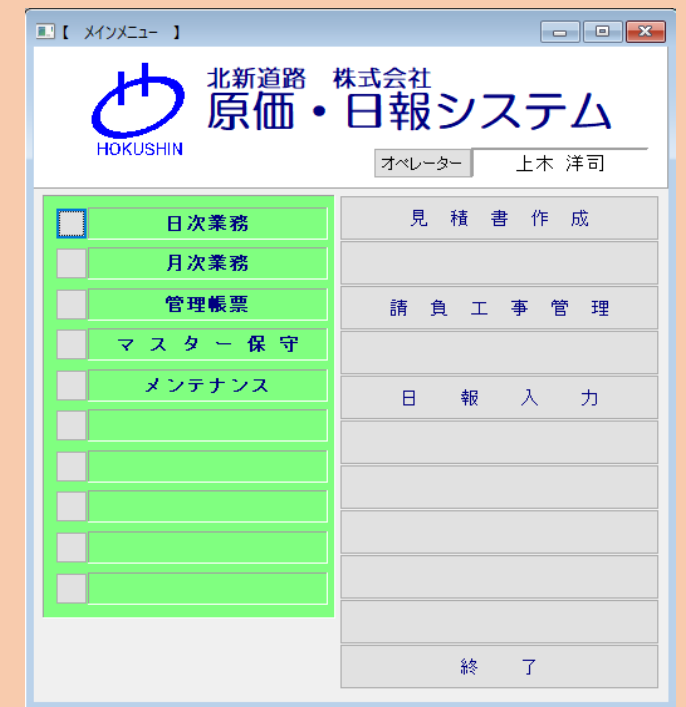 【 メインメニュー 】
北新道路 株式会社
原価・日報システム
HOKUSHIN
オペレーター 上木 洋司
日次業務
月次業務
管理帳票
マスター保守
メンテナンス
見積書作成
請負工事管理
日報入力
終了